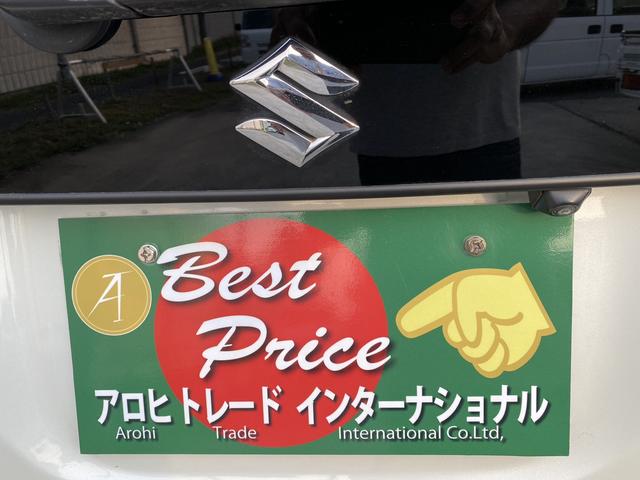 A
Best
Price
アロヒ トレード インターナショナル
Arohi Trade International Co.Ltd,